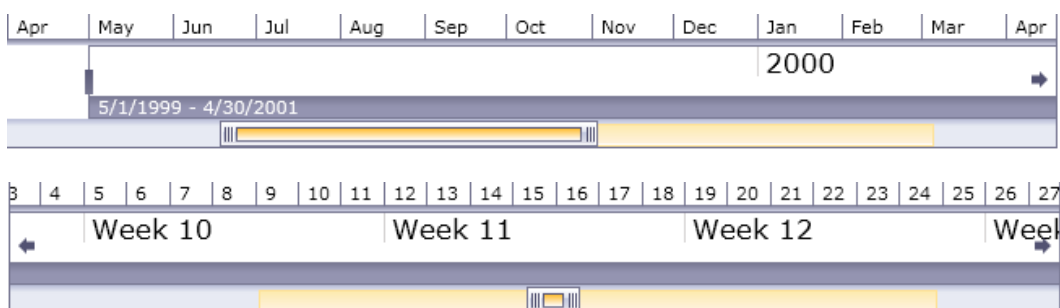 Apr May Jun Jul Aug Sep Oct Nov Dec Jan Feb Mar Apr
2000
5/1/1999 - 4/30/2001
3 4 5 6 7 8 9 10 11 12 13 14 15 16 17 18 19 20 21 22 23 24 25 26 27
Week 10 Week 11 Week 12 Week